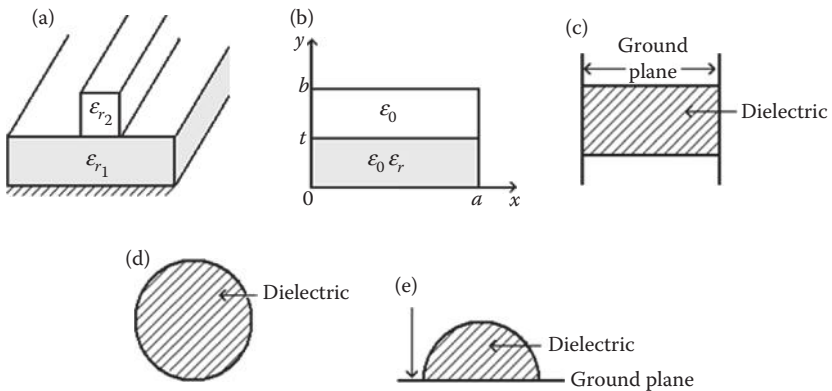 (a)
ε_{r_2}
ε_{r_1}
(b)
y
b
ε_0
t
ε_0 ε_r
0
a
x
(c)
Ground
plane
Dielectric
(d)
Dielectric
(e)
Dielectric
Ground plane